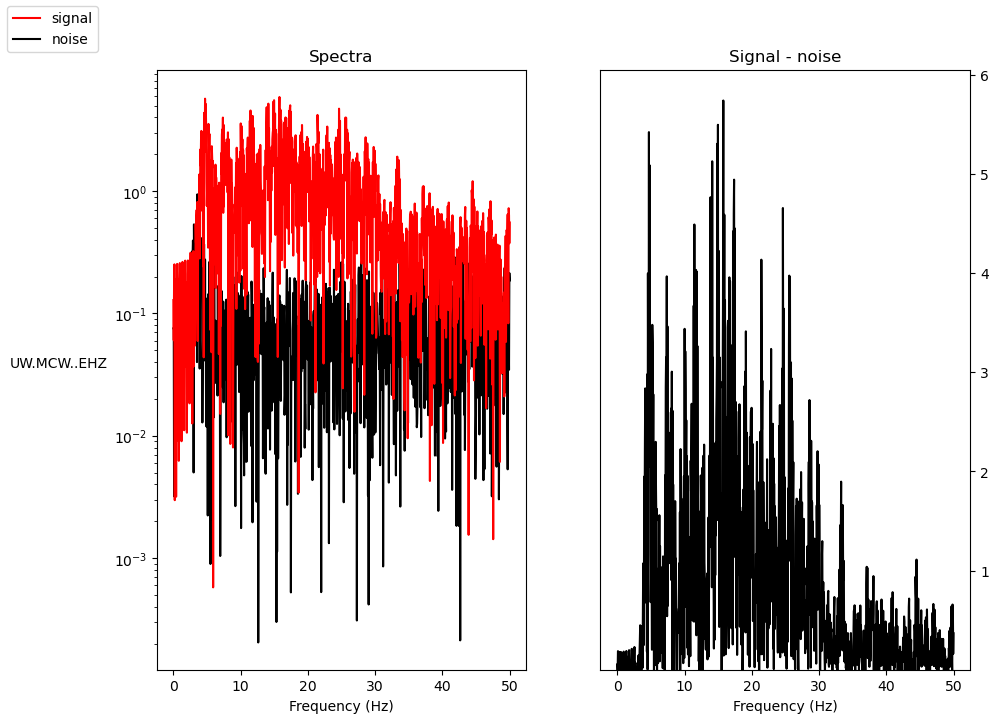 signal
noise
Spectra
Signal - noise
UW.MCW..EHZ
10⁰
10⁻¹
10⁻²
10⁻³
0 10 20 30 40 50
Frequency (Hz)
6
5
4
3
2
1
0 10 20 30 40 50
Frequency (Hz)